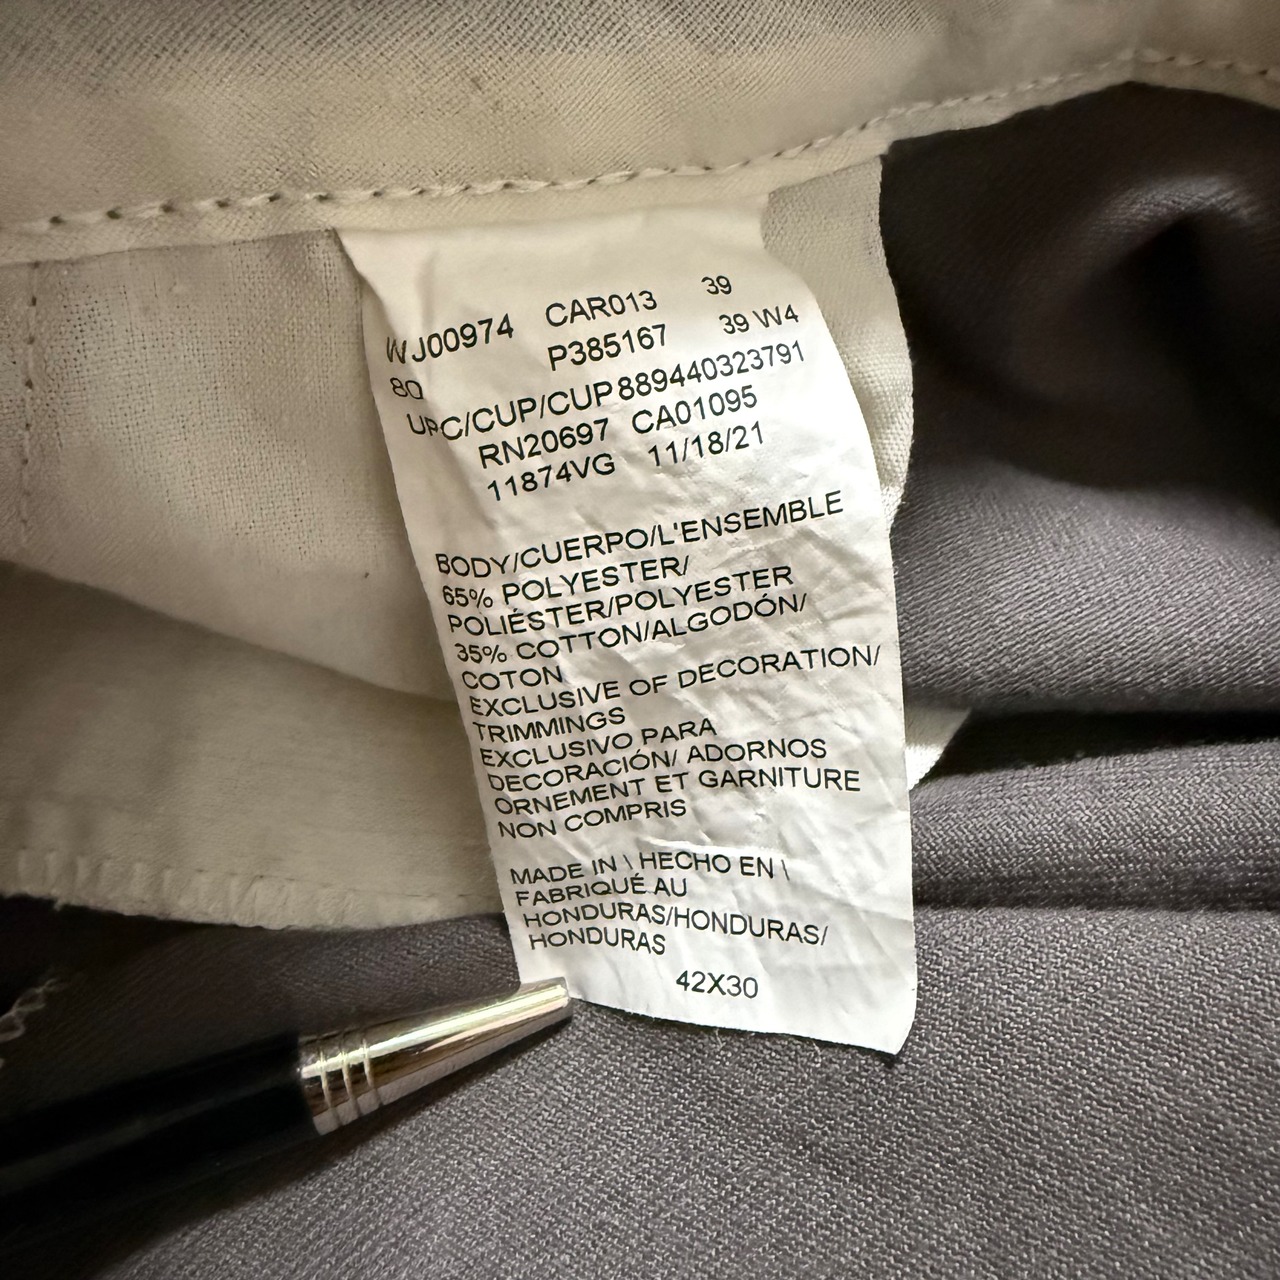 WJ00974 CAR013 39
80 P385167 39 W4
UPC/CUP/CUP889440323791
RN20697 CA01095
11874VG 11/18/21
BODY/CUERPO/L'ENSEMBLE
65% POLYESTER/
POLIÉSTER/POLYESTER
35% COTTON/ALGODÓN/
COTON
EXCLUSIVE OF DECORATION/
TRIMMINGS
EXCLUSIVO PARA
DECORACIÓN/ ADORNOS
ORNEMENT ET GARNITURE
NON COMPRIS
MADE IN \ HECHO EN \
FABRIQUÉ AU
HONDURAS/HONDURAS/
HONDURAS
42X30